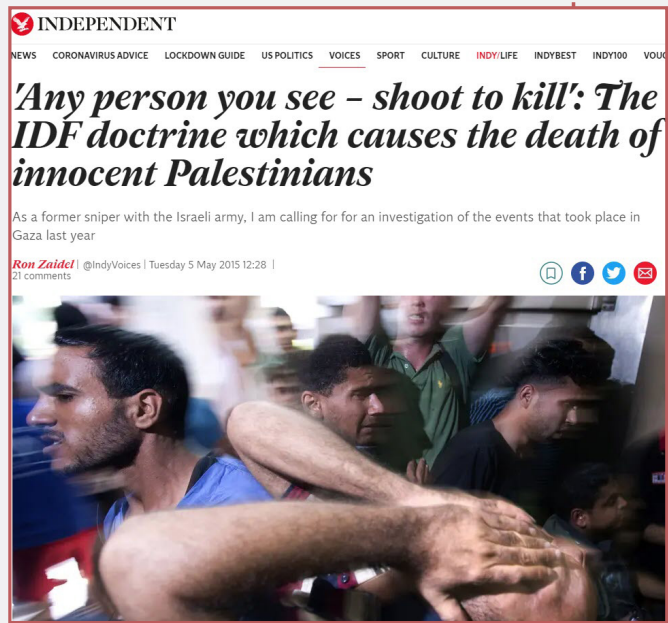 INDEPENDENT
NEWS CORONAVIRUS ADVICE LOCKDOWN GUIDE US POLITICS VOICES SPORT CULTURE INDY/LIFE INDYBEST INDY100 VOUC
'Any person you see – shoot to kill': The
IDF doctrine which causes the death of
innocent Palestinians
As a former sniper with the Israeli army, I am calling for for an investigation of the events that took place in
Gaza last year
Ron Zaidel | @IndyVoices | Tuesday 5 May 2015 12:28 |
21 comments